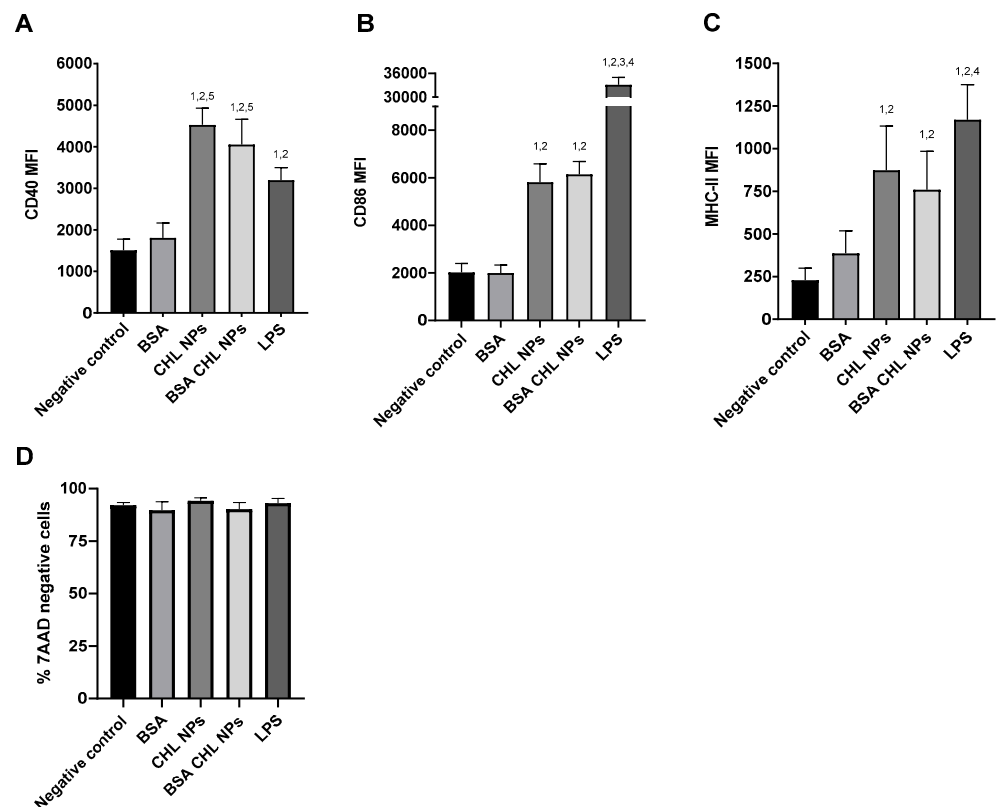 A
CD40 MFI
6000
5000
4000
3000
2000
1000
0
1,2,5
1,2,5
1,2
Negative control
BSA
CHL NPs
BSA CHL NPs
LPS
B
CD86 MFI
36000
30000
8000
6000
4000
2000
0
1,2
1,2
1,2,3,4
Negative control
BSA
CHL NPs
BSA CHL NPs
LPS
C
MHC-II MFI
1500
1250
1000
750
500
250
0
1,2
1,2
1,2,4
Negative control
BSA
CHL NPs
BSA CHL NPs
LPS
D
% 7AAD negative cells
100
75
50
25
0
Negative control
BSA
CHL NPs
BSA CHL NPs
LPS